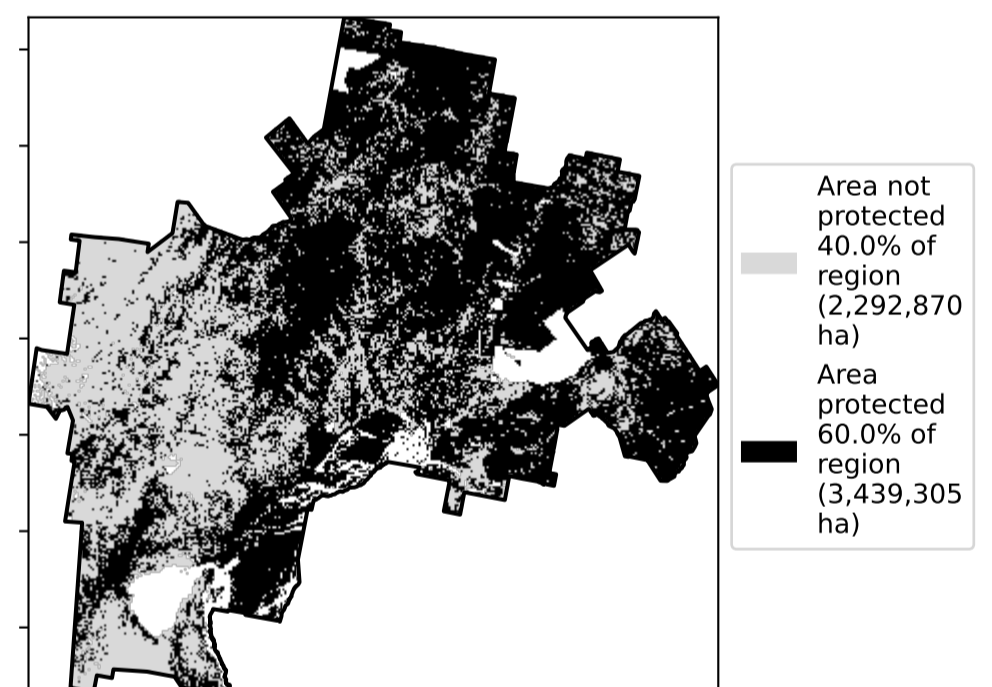 Area not
protected
40.0% of
region
(2,292,870
ha)
Area
protected
60.0% of
region
(3,439,305
ha)